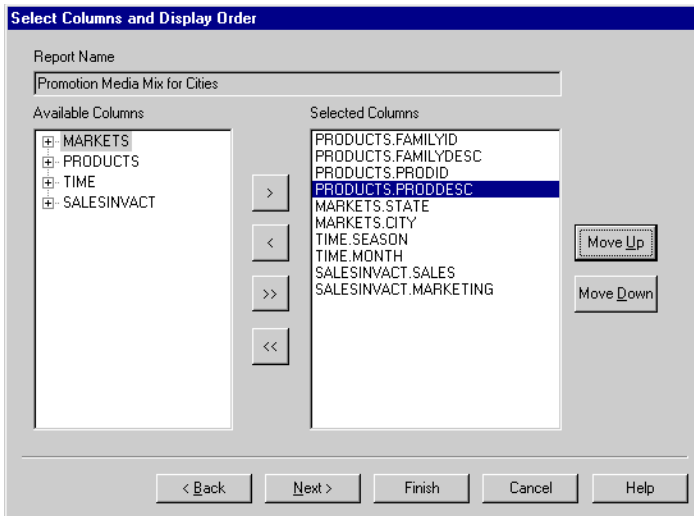 Select Columns and Display Order
Report Name
Promotion Media Mix for Cities
Available Columns
Selected Columns
MARKETS
PRODUCTS
TIME
SALESINVACT
>
<
>>
<<
PRODUCTS.FAMILYID
PRODUCTS.FAMILYDESC
PRODUCTS.PRODID
PRODUCTS.PRODDESC
MARKETS.STATE
MARKETS.CITY
TIME.SEASON
TIME.MONTH
SALESINVACT.SALES
SALESINVACT.MARKETING
Move Up
Move Down
< Back
Next >
Finish
Cancel
Help